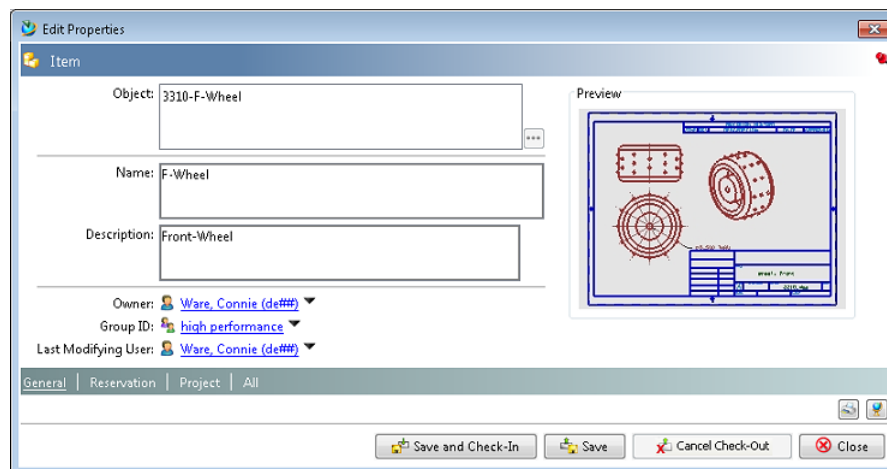 Edit Properties
Item
Object: 3310-F-Wheel
Preview
Name: F-Wheel
Description: Front-Wheel
Owner: Ware, Connie (de##)
Group ID: high performance
Last Modifying User: Ware, Connie (de##)
General | Reservation | Project | All
Save and Check-In Save Cancel Check-Out Close